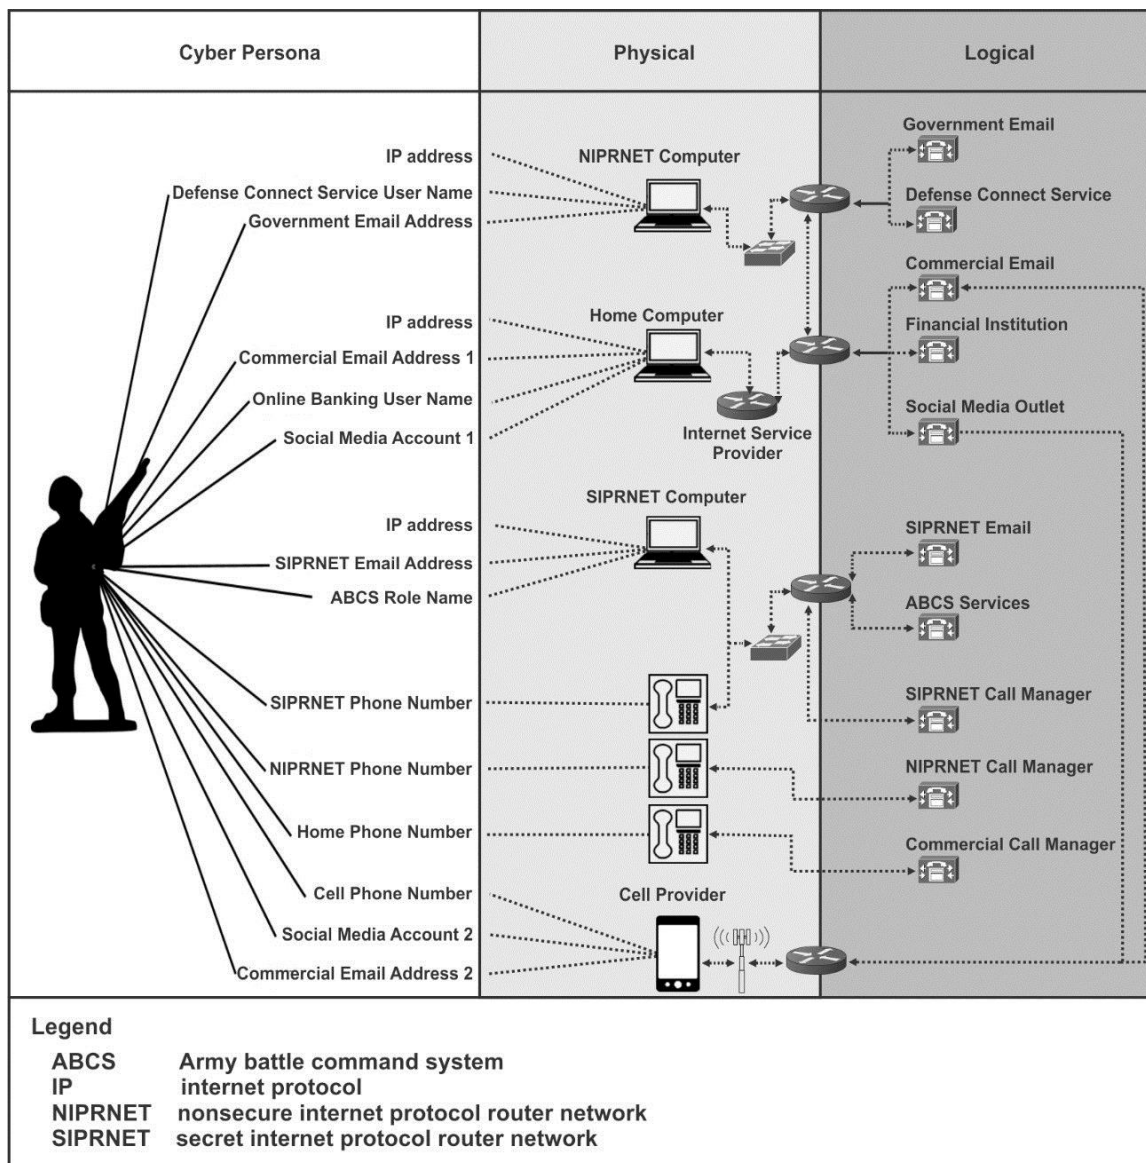 Cyber Persona
Physical
Logical
IP address
Defense Connect Service User Name
Government Email Address
IP address
Commercial Email Address 1
Online Banking User Name
Social Media Account 1
IP address
SIPRNET Email Address
ABCS Role Name
SIPRNET Phone Number
NIPRNET Phone Number
Home Phone Number
Cell Phone Number
Social Media Account 2
Commercial Email Address 2
NIPRNET Computer
Home Computer
Internet Service
Provider
SIPRNET Computer
Cell Provider
Government Email
Defense Connect Service
Commercial Email
Financial Institution
Social Media Outlet
SIPRNET Email
ABCS Services
SIPRNET Call Manager
NIPRNET Call Manager
Commercial Call Manager
Legend
ABCS Army battle command system
IP internet protocol
NIPRNET nonsecure internet protocol router network
SIPRNET secret internet protocol router network